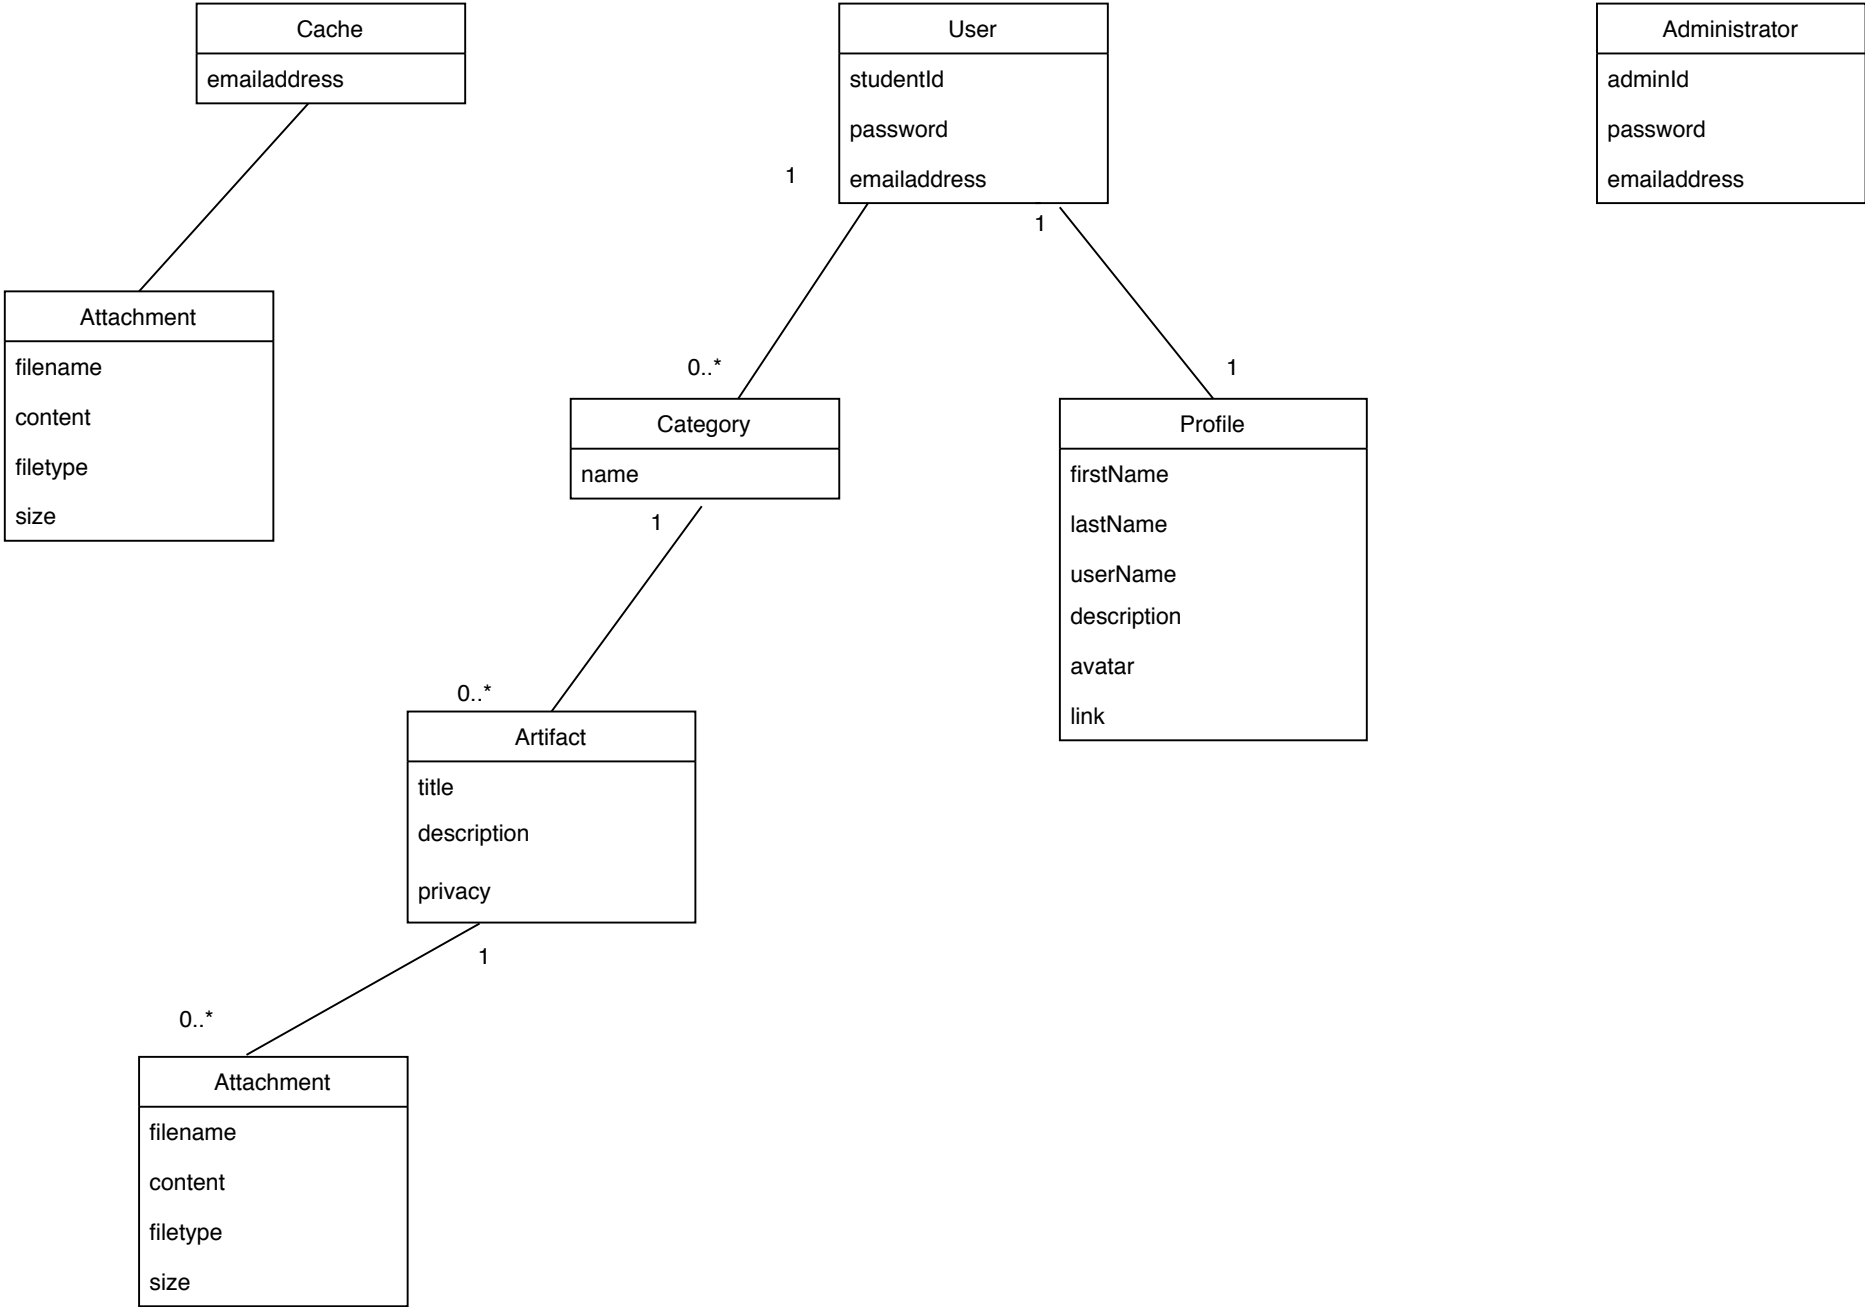 Cache
emailaddress
User
studentId
password
emailaddress
Administrator
adminId
password
emailaddress
1
1
Attachment
filename
content
filetype
size
0..*
1
Category
name
1
Profile
firstName
lastName
userName
description
avatar
link
0..*
Artifact
title
description
privacy
1
0..*
Attachment
filename
content
filetype
size